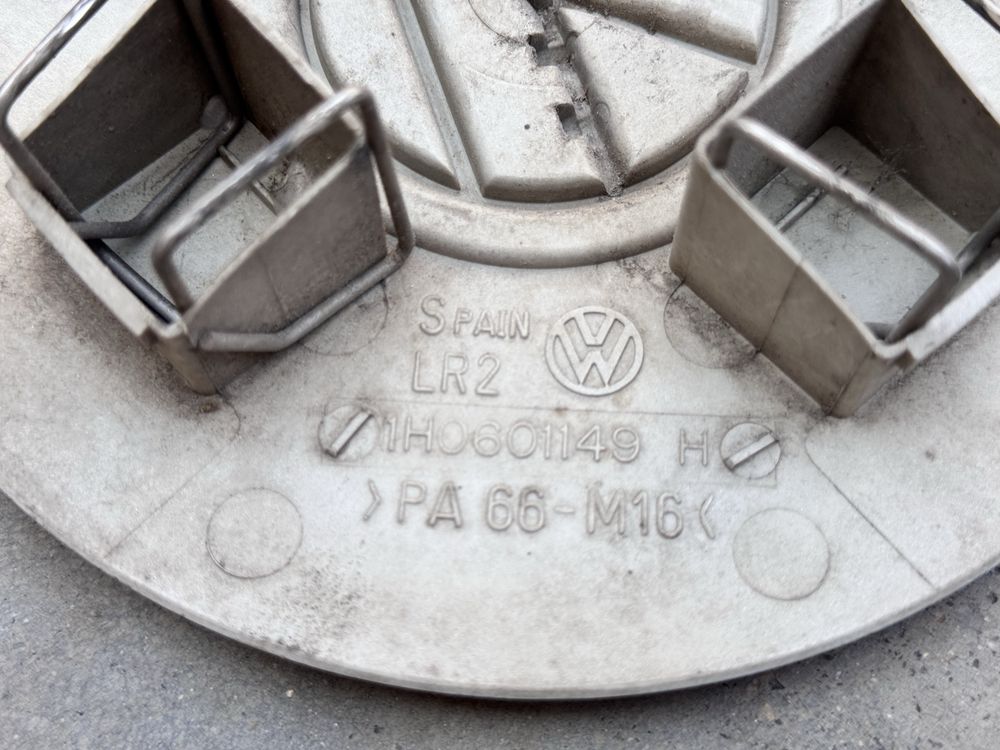 SPAIN
LR2
1H0601149 H
>PA 66-M16<